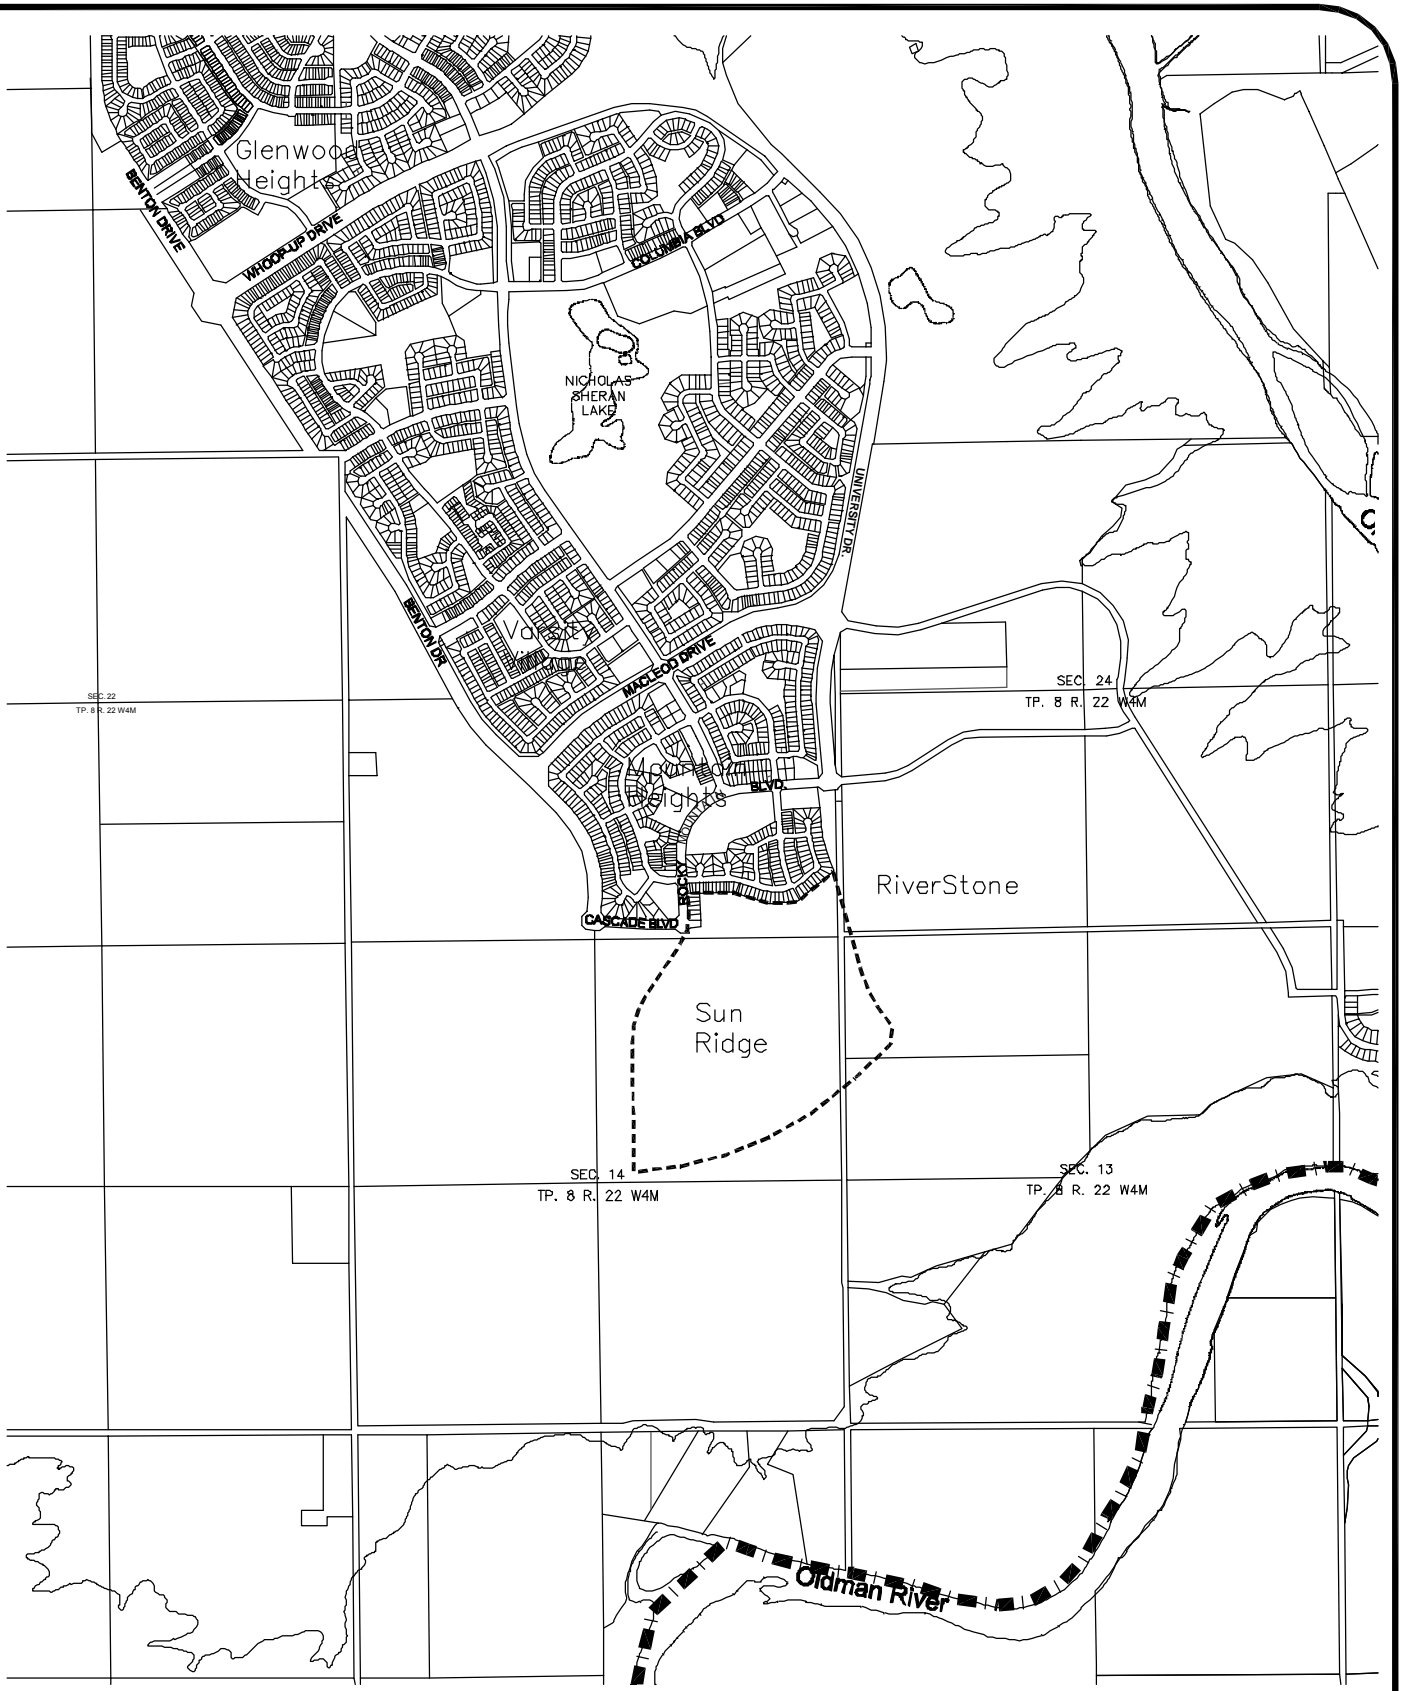 Glenwood
Heights
BENTON DRIVE
WHOOP-UP DRIVE
COLUMBIA BLVD
NICHOLAS
SHERAN
LAKE
UNIVERSITY DR.
BENTON DR
Varsity
Village
MACLEOD DRIVE
SEC. 22
TP. 8 R. 22 W4M
SEC. 24
TP. 8 R. 22 W4M
Mountain
Heights
BLVD.
ROCKY
CASCADE BLVD
RiverStone
Sun
Ridge
SEC. 14
TP. 8 R. 22 W4M
SEC. 13
TP. 8 R. 22 W4M
Oldman River